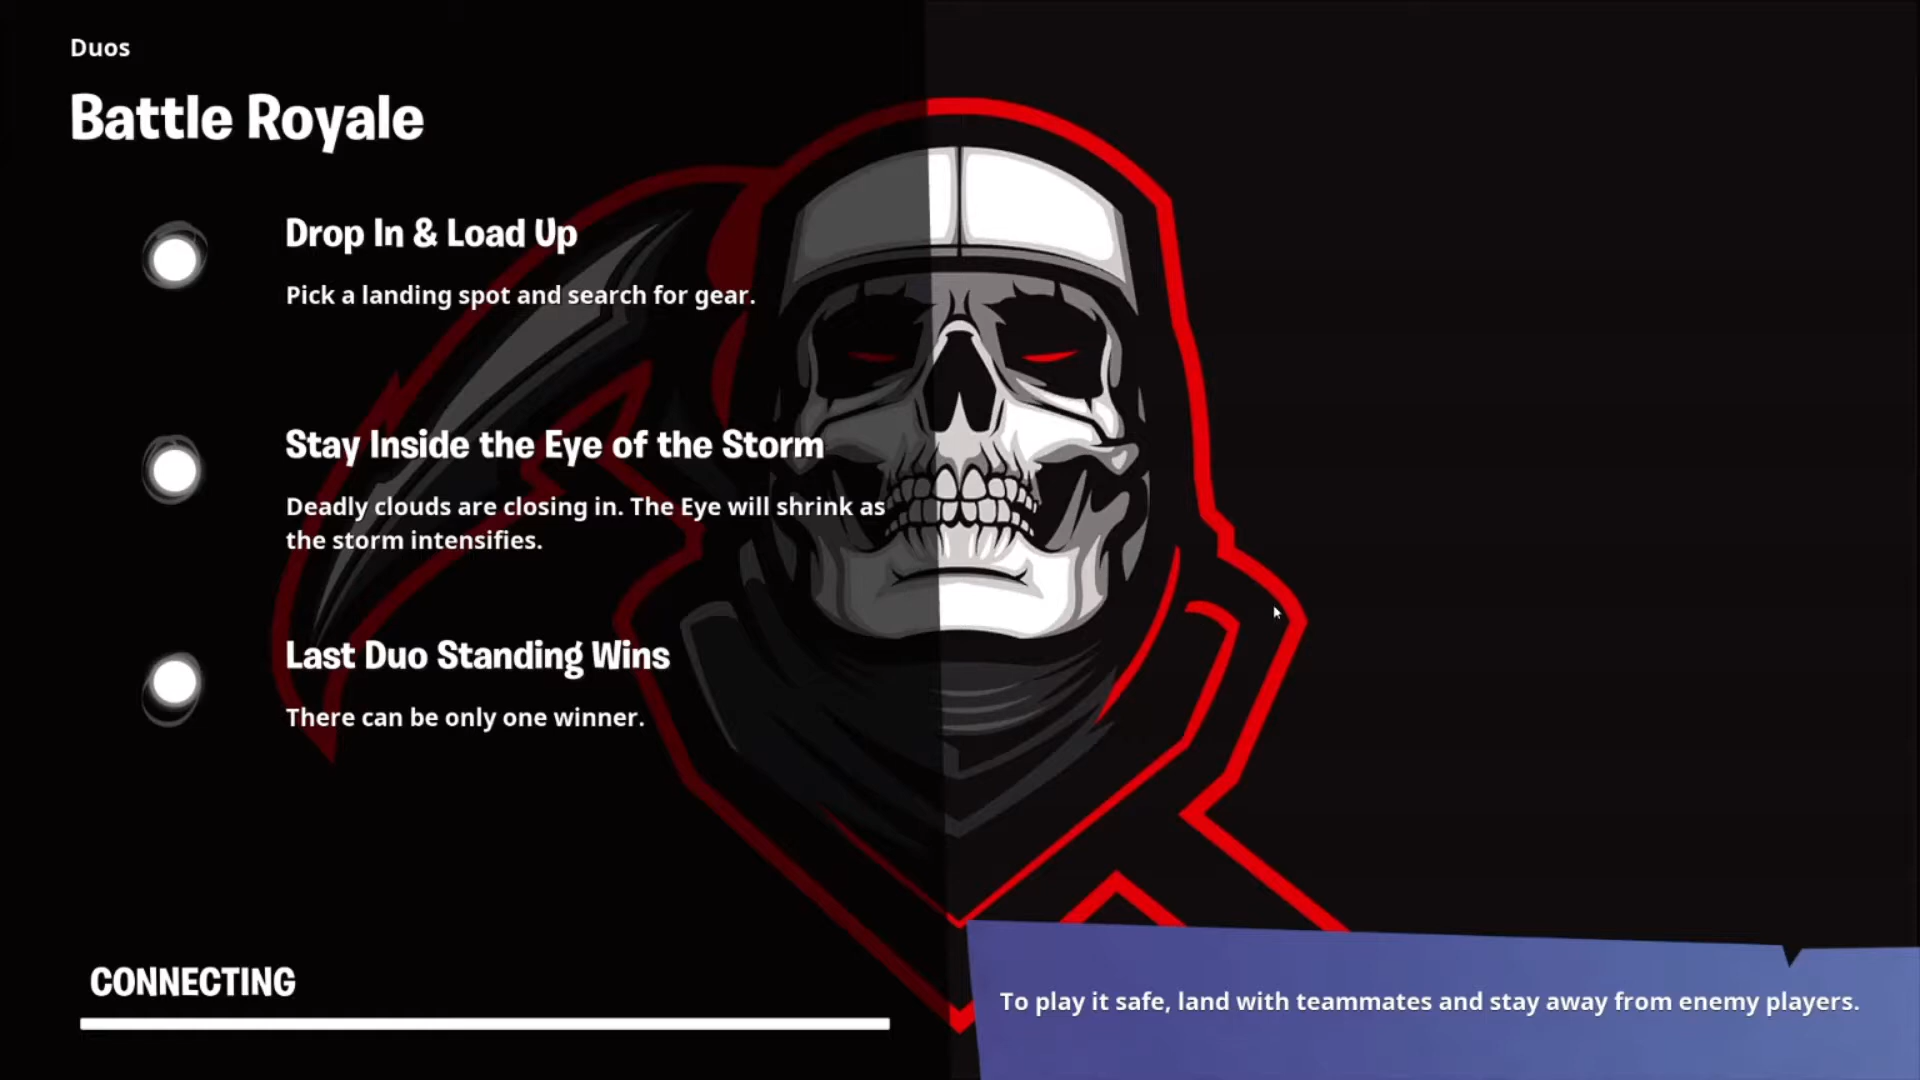 Duos
Battle Royale
Drop In & Load Up
Pick a landing spot and search for gear.
Stay Inside the Eye of the Storm
Deadly clouds are closing in. The Eye will shrink as
the storm intensifies.
Last Duo Standing Wins
There can be only one winner.
CONNECTING
To play it safe, land with teammates and stay away from enemy players.